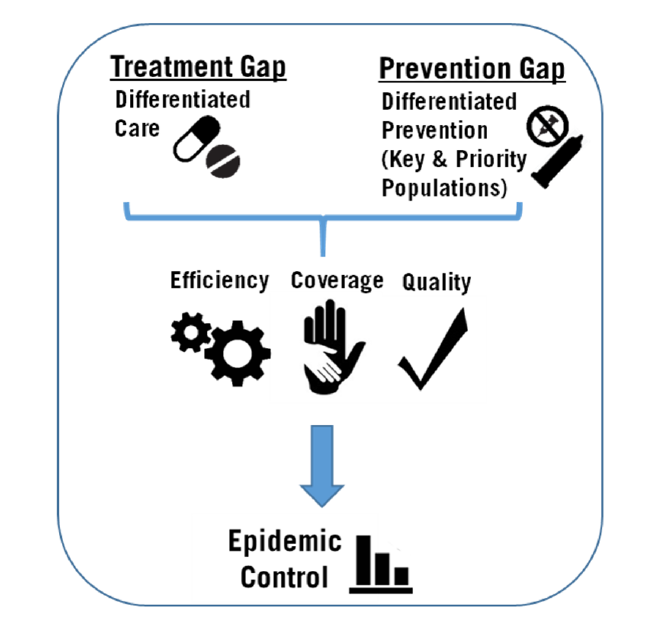 Treatment Gap
Differentiated
Care
Prevention Gap
Differentiated
Prevention
(Key & Priority
Populations)
Efficiency
Coverage
Quality
Epidemic
Control